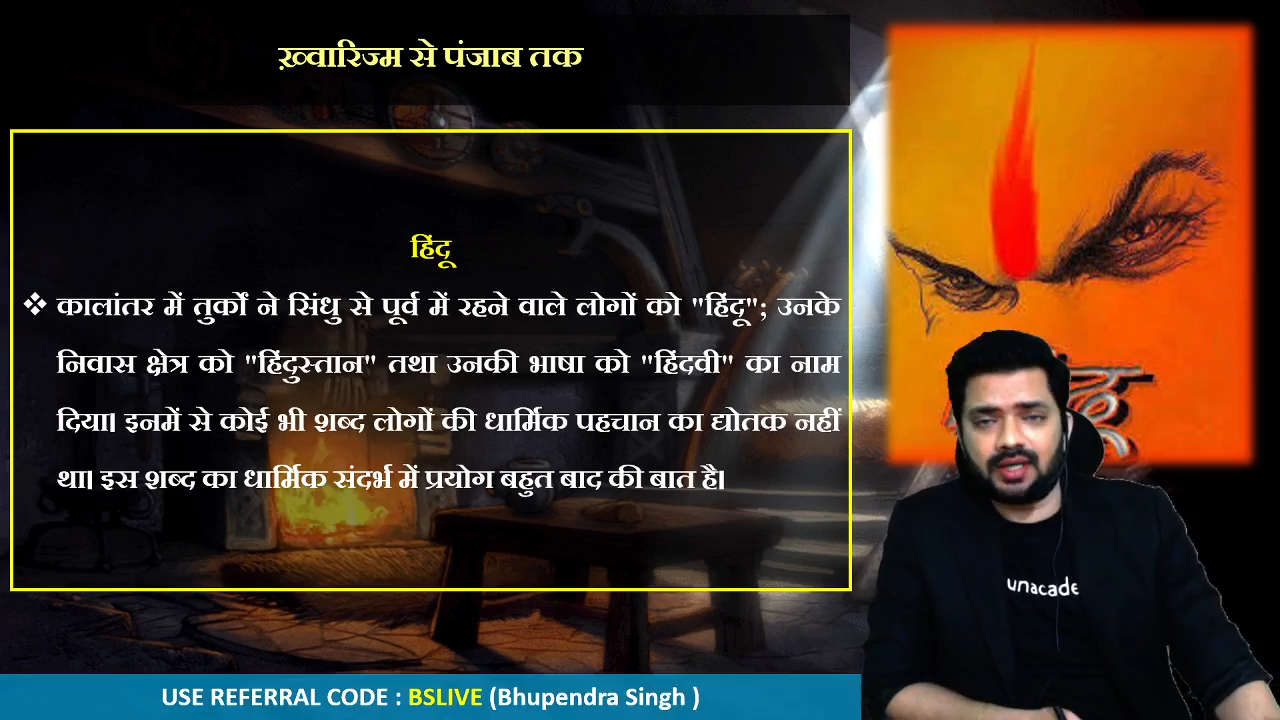 ख़्वारिज्म से पंजाब तक
हिंदू
❖ कालांतर में तुर्कों ने सिंधु से पूर्व में रहने वाले लोगों को "हिंदू"; उनके
निवास क्षेत्र को "हिंदुस्तान" तथा उनकी भाषा को "हिंदवी" का नाम
दिया। इनमें से कोई भी शब्द लोगों की धार्मिक पहचान का द्योतक नहीं
था। इस शब्द का धार्मिक संदर्भ में प्रयोग बहुत बाद की बात है।
unacade
USE REFERRAL CODE : BSLIVE (Bhupendra Singh )